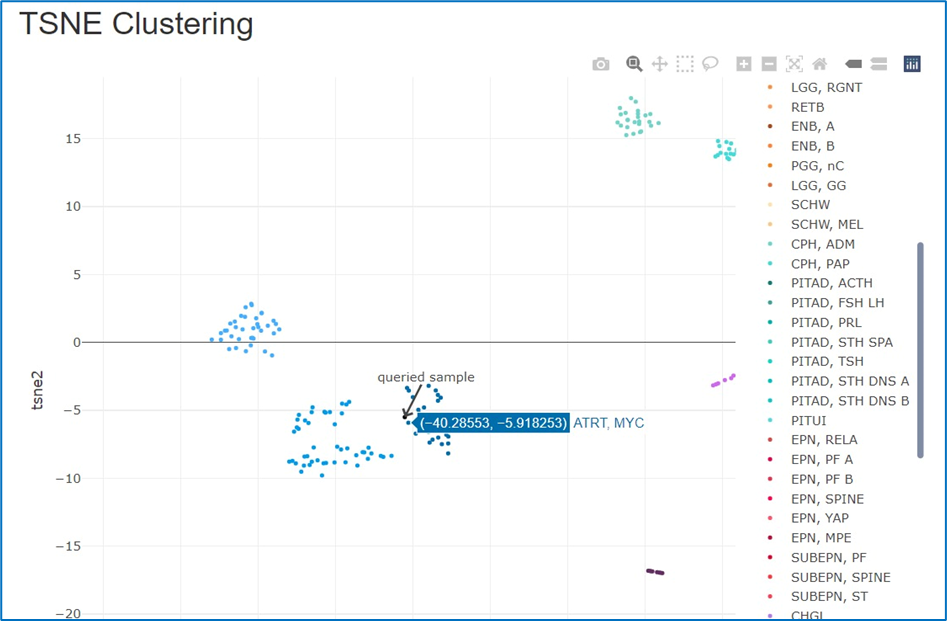 TSNE Clustering
LGG, RGNT
RETB
ENB, A
ENB, B
PGG, nC
LGG, GG
SCHW
SCHW, MEL
CPH, ADM
CPH, PAP
PITAD, ACTH
PITAD, FSH LH
PITAD, PRL
PITAD, STH SPA
PITAD, TSH
PITAD, STH DNS A
PITAD, STH DNS B
PITUI
EPN, RELA
EPN, PF A
EPN, PF B
EPN, SPINE
EPN, YAP
EPN, MPE
SUBEPN, PF
SUBEPN, SPINE
SUBEPN, ST
CHGL
15
10
5
0
−5
−10
−15
−20
tsne2
queried sample
(−40.28553, −5.918253) ATRT, MYC